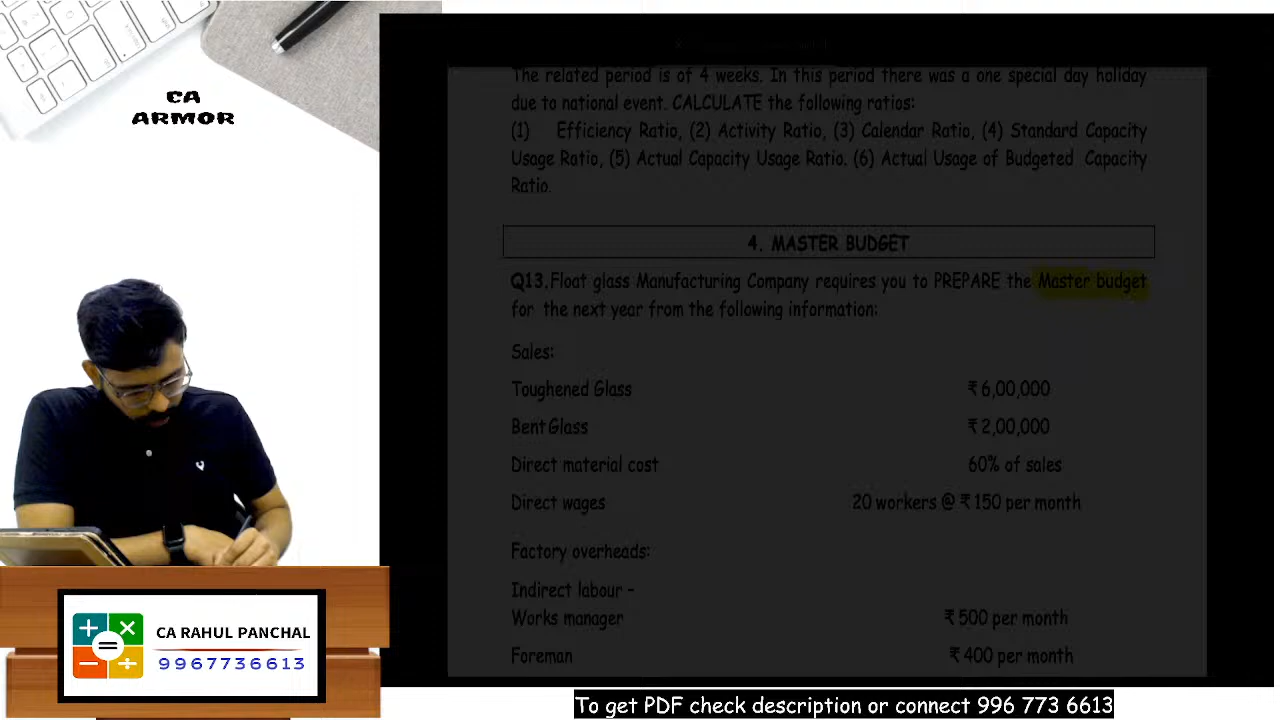 CA
ARMOR
The related period is of 4 weeks. In this period there was a one special day holiday
due to national event. CALCULATE the following ratios:
(1) Efficiency Ratio, (2) Activity Ratio, (3) Calendar Ratio, (4) Standard Capacity
Usage Ratio, (5) Actual Capacity Usage Ratio. (6) Actual Usage of Budgeted Capacity
Ratio.
4. MASTER BUDGET
Q13. Float glass Manufacturing Company requires you to PREPARE the Master budget
for the next year from the following information:
Sales:
Toughened Glass ₹ 6,00,000
Bent Glass ₹ 2,00,000
Direct material cost 60% of sales
Direct wages 20 workers @ ₹ 150 per month
Factory overheads:
Indirect labour –
Works manager ₹ 500 per month
Foreman ₹ 400 per month
CA RAHUL PANCHAL
9967736613
To get PDF check description or connect 996 773 6613